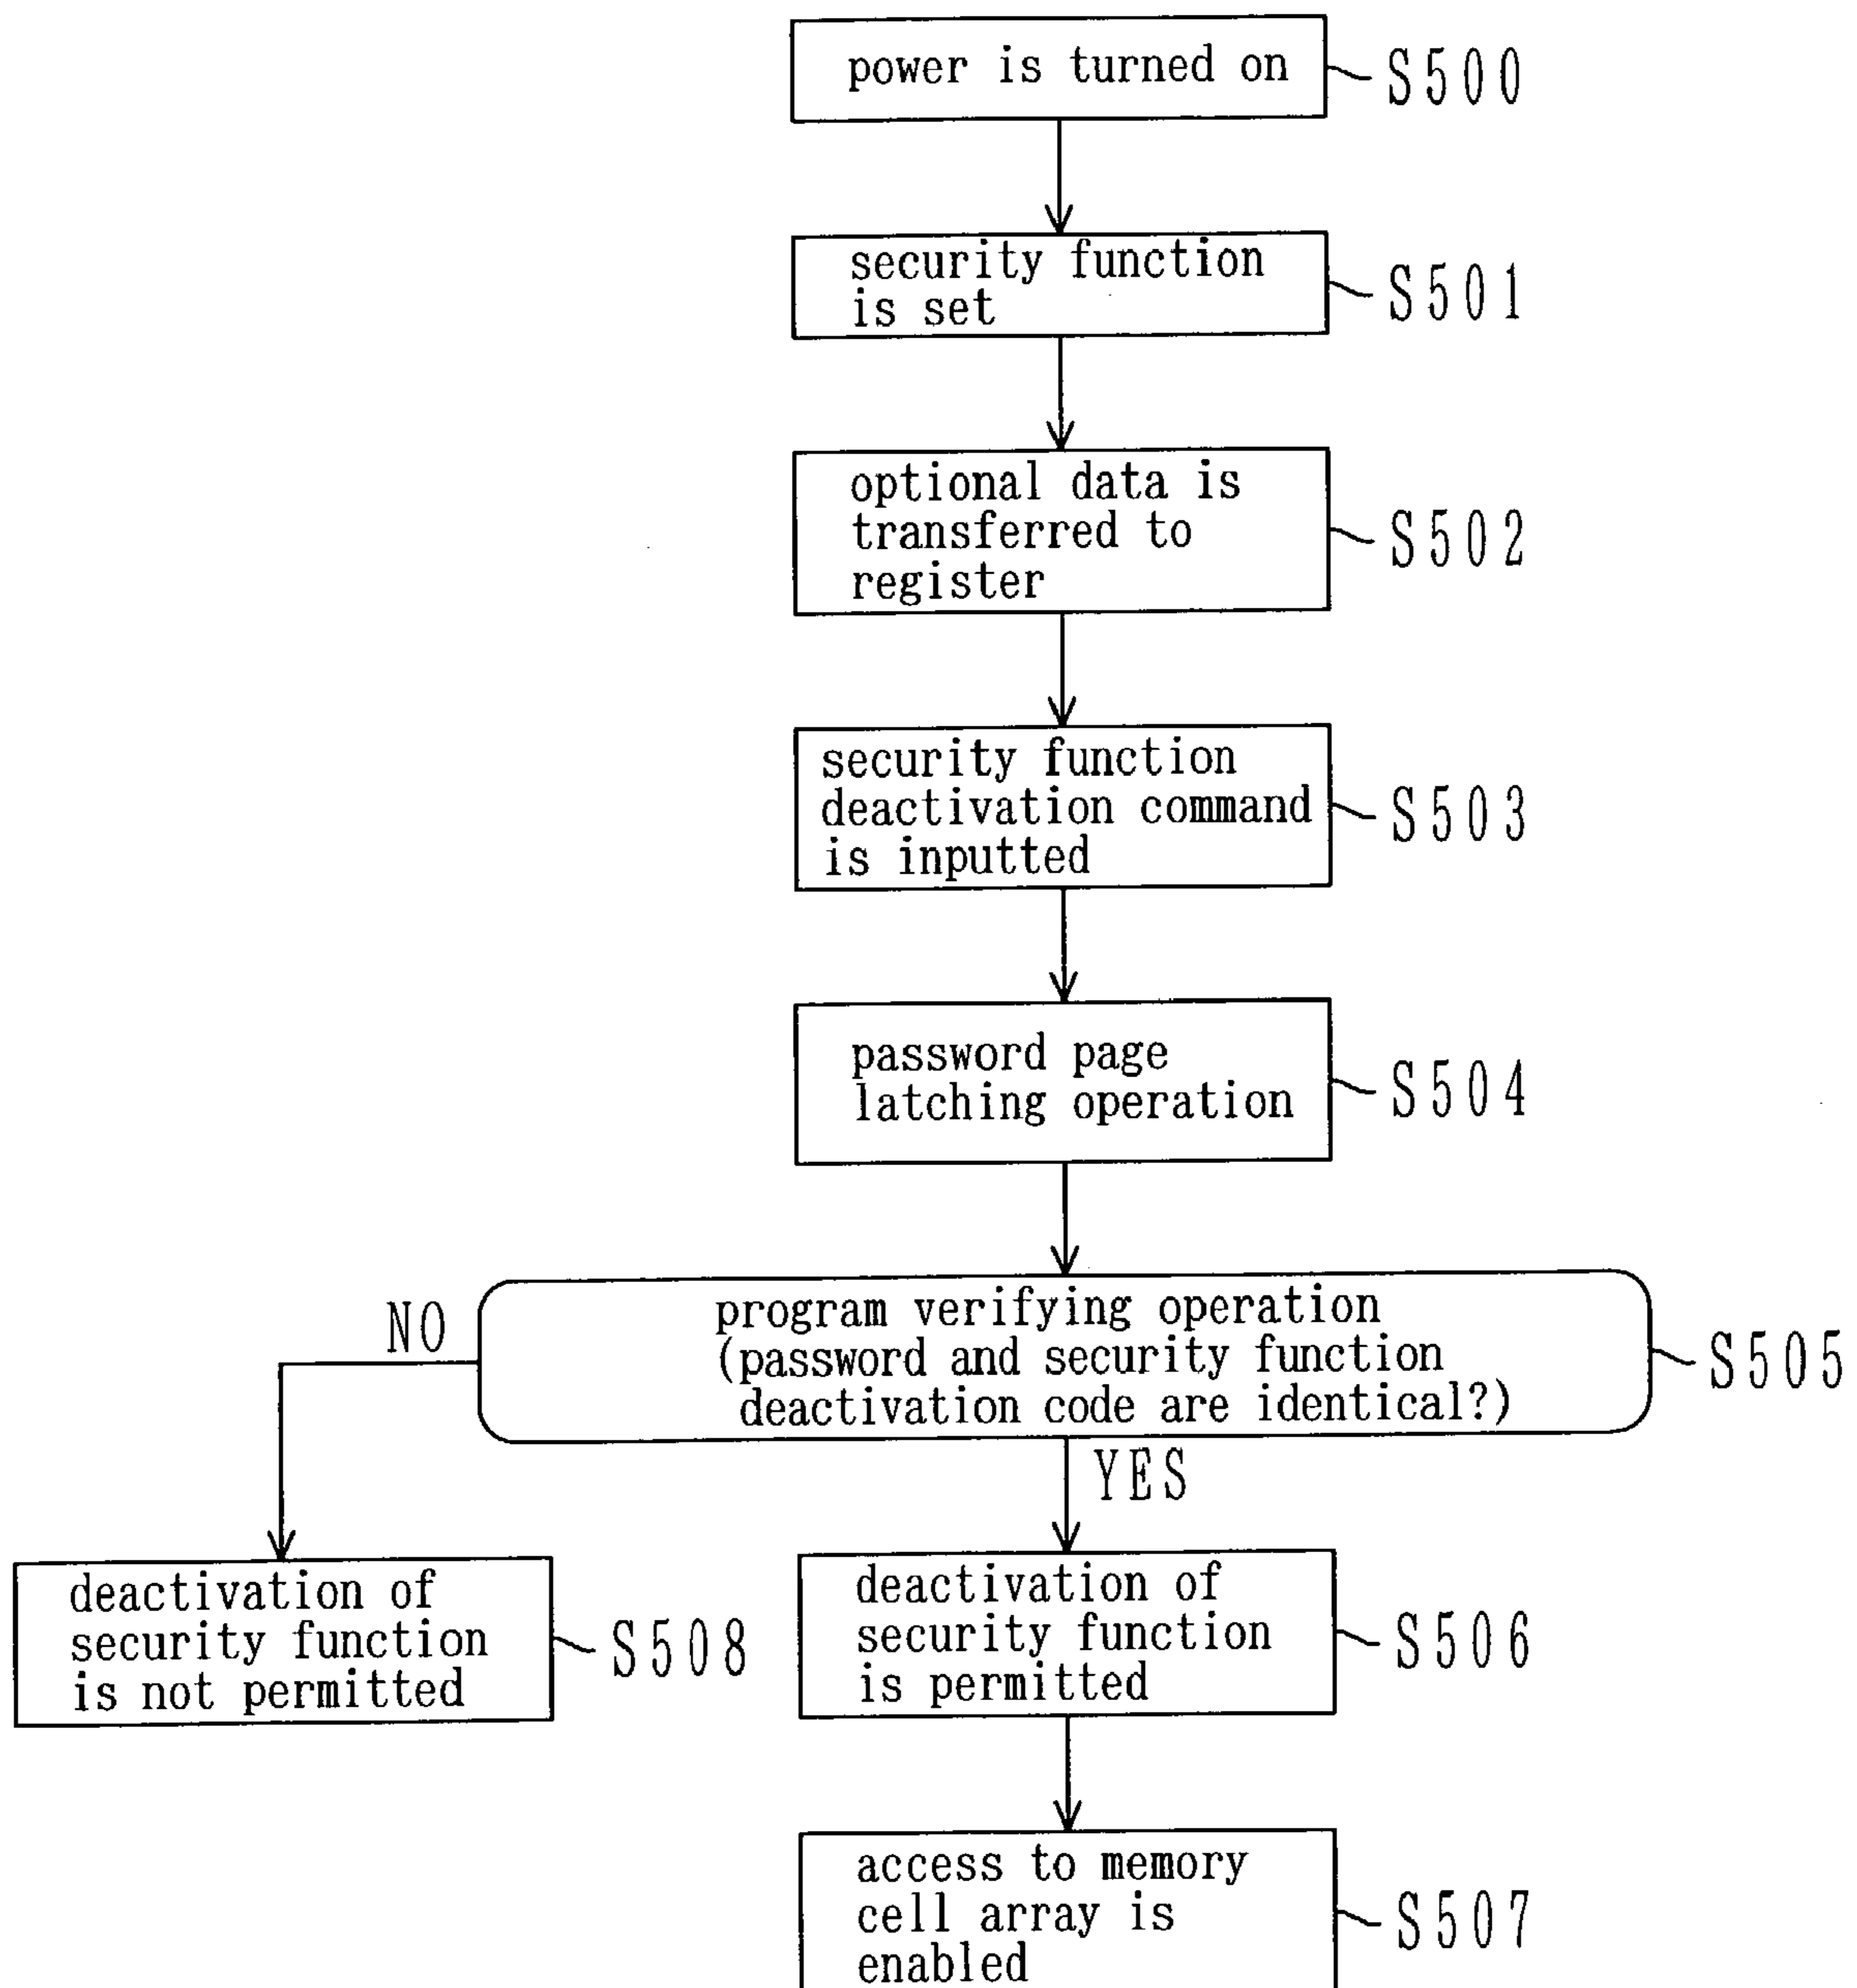 power is turned on
S500
security function
is set
S501
optional data is
transferred to
register
S502
security function
deactivation command
is inputted
S503
password page
latching operation
S504
NO
program verifying operation
(password and security function
deactivation code are identical?)
S505
YES
deactivation of
security function
is not permitted
S508
deactivation of
security function
is permitted
S506
access to memory
cell array is
enabled
S507